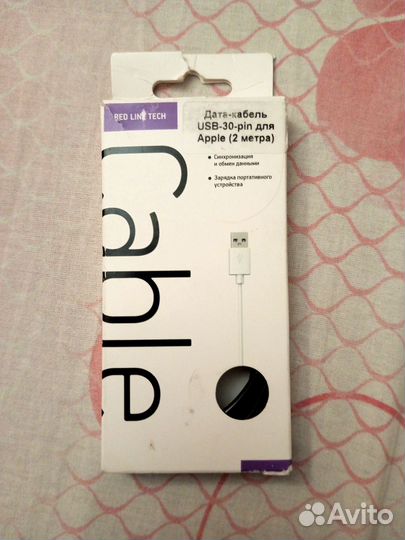 RED LINE TECH
Дата-кабель
USB-30-pin для
Apple (2 метра)
• Синхронизация
и обмен данными
• Зарядка портативного
устройства
Cable
Avito